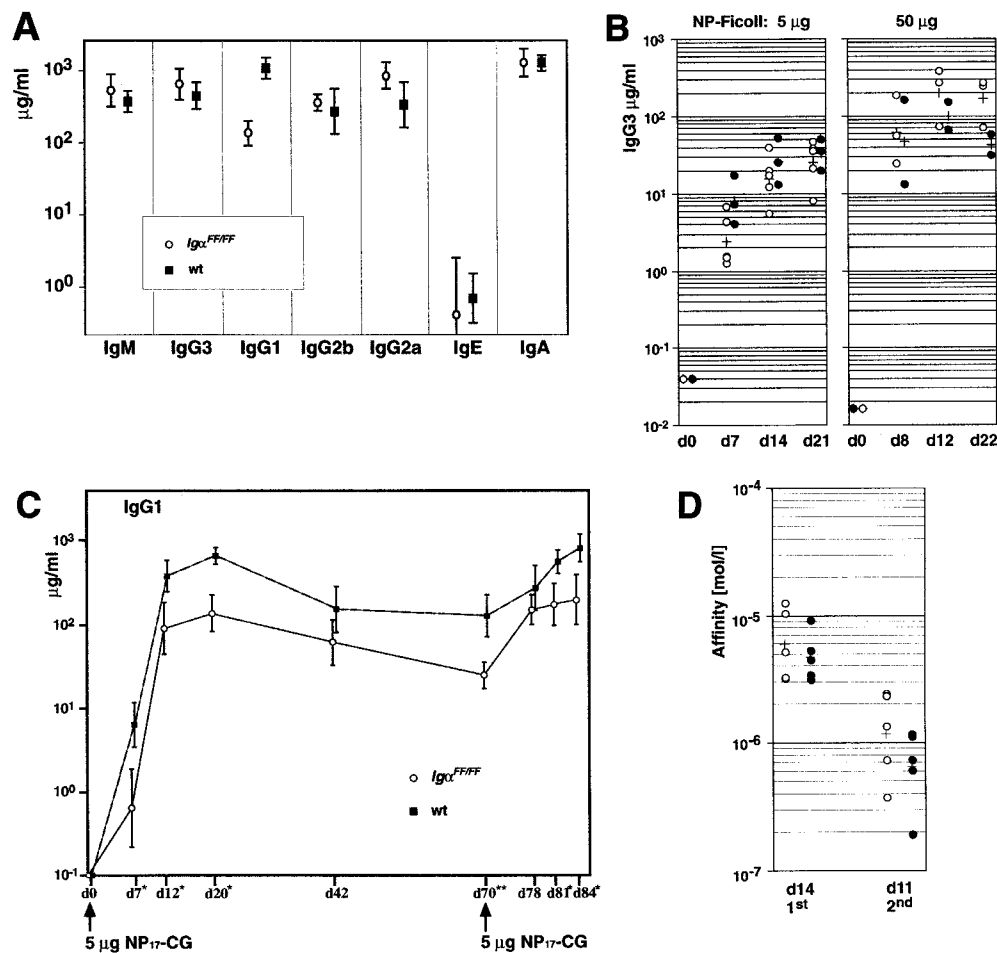 A
µg/ml
10³
10²
10¹
10⁰
Igα^FF/FF
wt
IgM IgG3 IgG1 IgG2b IgG2a IgE IgA
B
NP-Ficoll: 5 µg 50 µg
IgG3 µg/ml
10³
10²
10¹
10⁰
10⁻¹
10⁻²
d0 d7 d14 d21 d0 d8 d12 d22
C
IgG1
µg/ml
10³
10²
10¹
10⁰
10⁻¹
Igα^FF/FF
wt
d0 d7* d12* d20* d42 d70** d78 d81* d84*
5 µg NP₁₇-CG 5 µg NP₁₇-CG
D
Affinity [mol/l]
10⁻⁴
10⁻⁵
10⁻⁶
10⁻⁷
d14 d11
1st 2nd